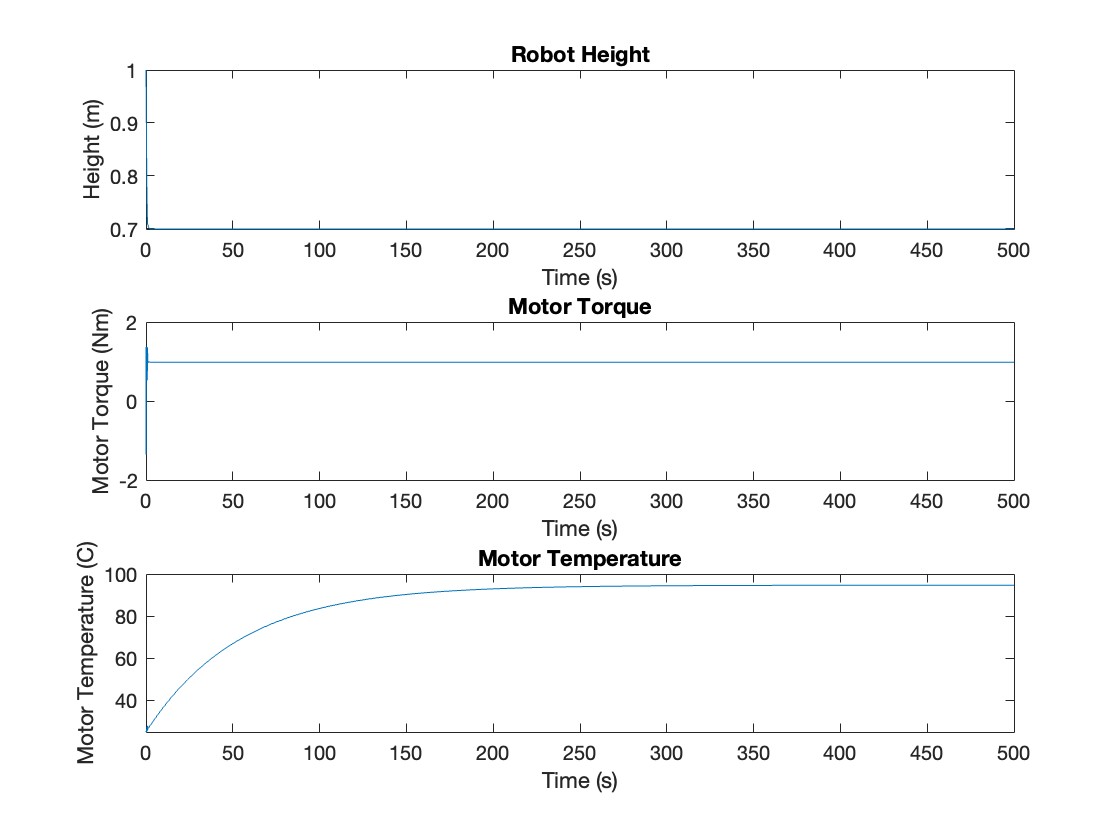 Robot Height
Height (m)
1
0.9
0.8
0.7
0 50 100 150 200 250 300 350 400 450 500
Time (s)
Motor Torque
Motor Torque (Nm)
2
0
-2
0 50 100 150 200 250 300 350 400 450 500
Time (s)
Motor Temperature
Motor Temperature (C)
100
80
60
40
0 50 100 150 200 250 300 350 400 450 500
Time (s)